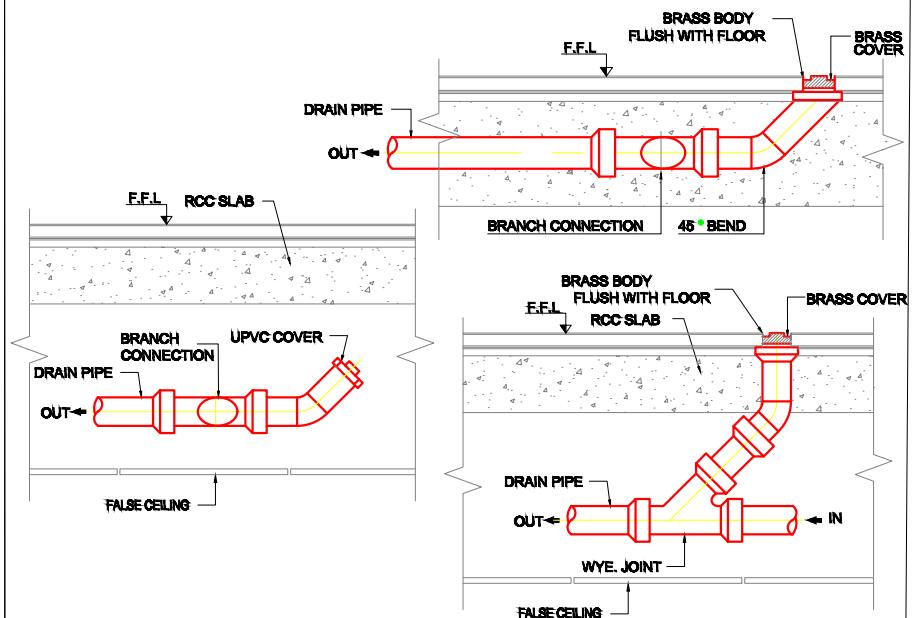 BRASS BODY
FLUSH WITH FLOOR
BRASS
COVER
F.F.L
DRAIN PIPE
OUT
BRANCH CONNECTION
45° BEND
F.F.L
RCC SLAB
BRANCH
CONNECTION
UPVC COVER
DRAIN PIPE
OUT
FALSE CEILING
BRASS BODY
FLUSH WITH FLOOR
BRASS COVER
F.F.L
RCC SLAB
DRAIN PIPE
OUT
IN
WYE. JOINT
FALSE CEILING